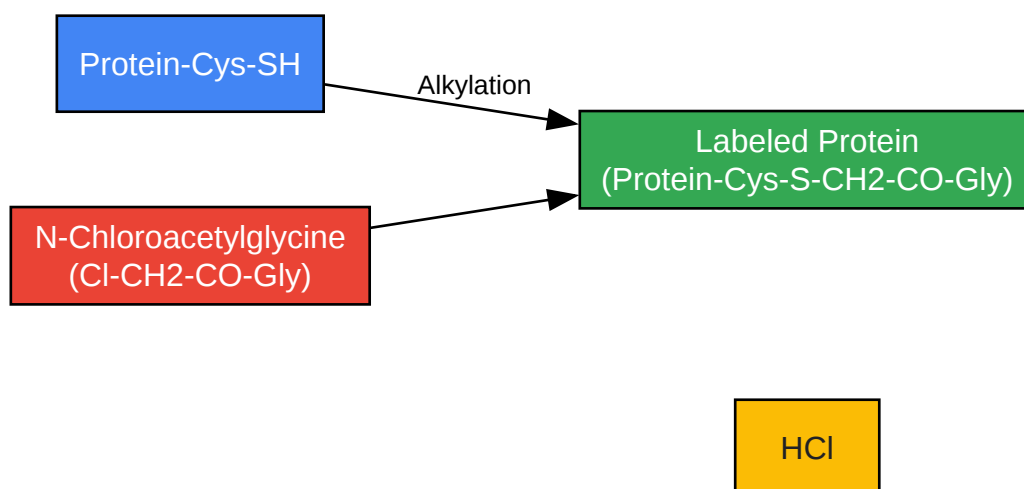 Protein-Cys-SH
Alkylation
Labeled Protein
(Protein-Cys-S-CH2-CO-Gly)
N-Chloroacetylglycine
(Cl-CH2-CO-Gly)
HCl